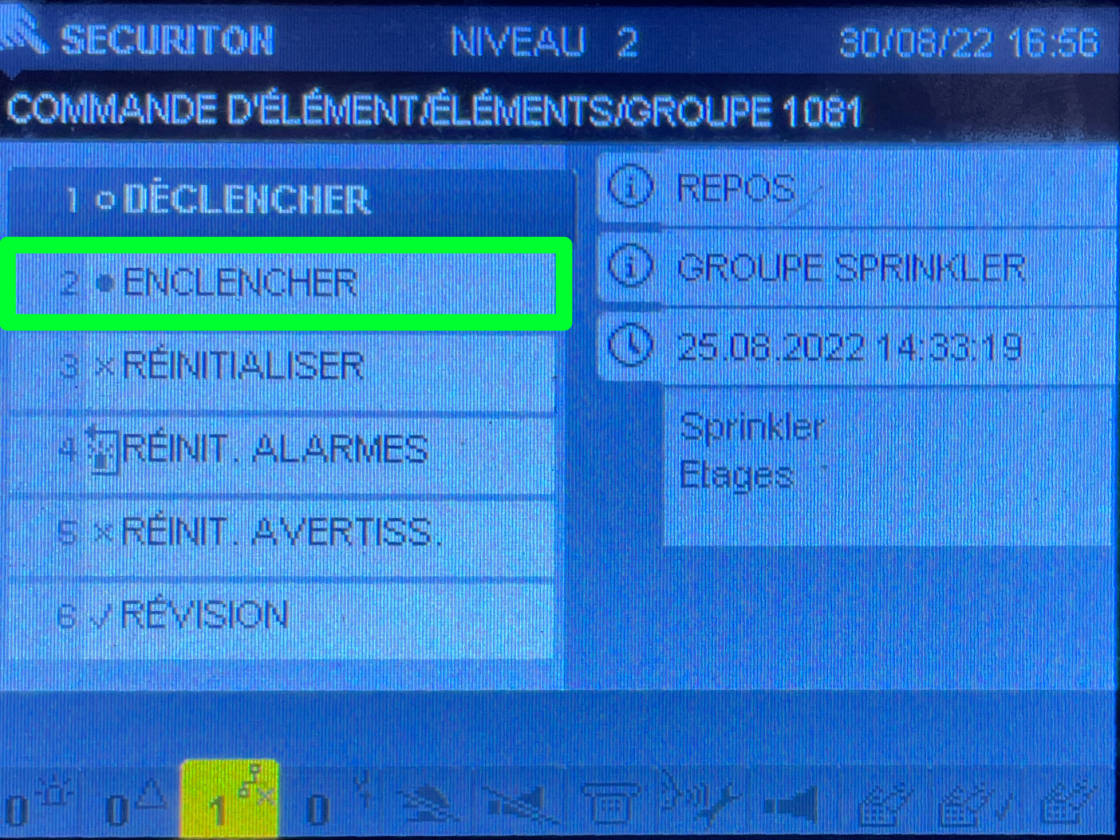 SECURITON NIVEAU 2 30/08/22 16:56
COMMANDE D'ÉLÉMENT/ÉLÉMENTS/GROUPE 1081
1 DÉCLENCHER
2 ENCLENCHER
3 RÉINITIALISER
4 RÉINIT. ALARMES
5 RÉINIT. AVERTISS.
6 RÉVISION
REPOS
GROUPE SPRINKLER
25.08.2022 14:33:19
Sprinkler
Etages
0 0 1 0